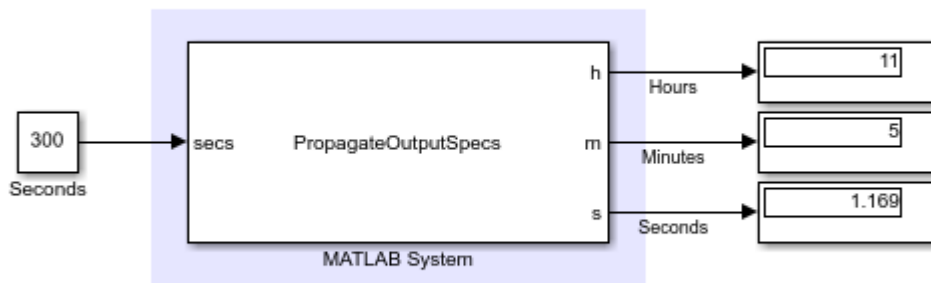 300
Seconds
secs
PropagateOutputSpecs
h
m
s
MATLAB System
Hours
Minutes
Seconds
11
5
1.169